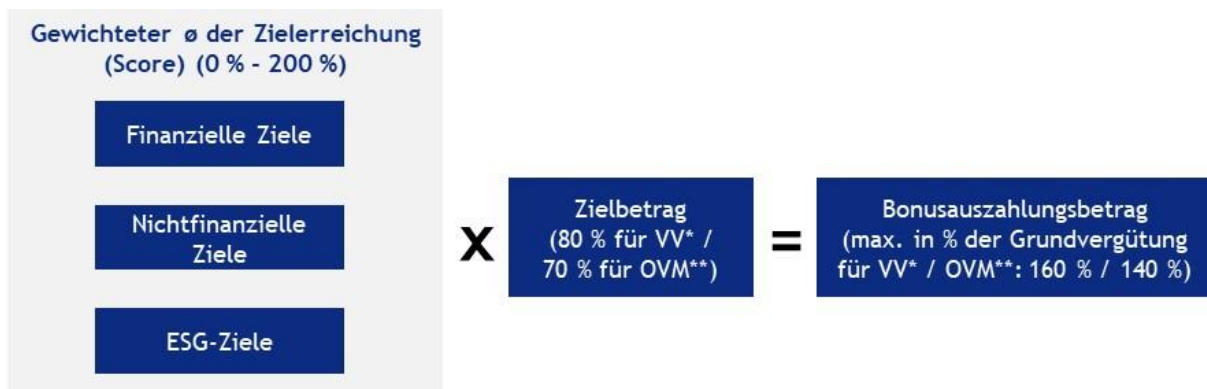 Gewichteter ø der Zielerreichung
(Score) (0 % - 200 %)
Finanzielle Ziele
Nichtfinanzielle
Ziele
ESG-Ziele
x
Zielbetrag
(80 % für VV* /
70 % für OVM**)
=
Bonusauszahlungsbetrag
(max. in % der Grundvergütung
für VV* / OVM**: 160 % / 140 %)